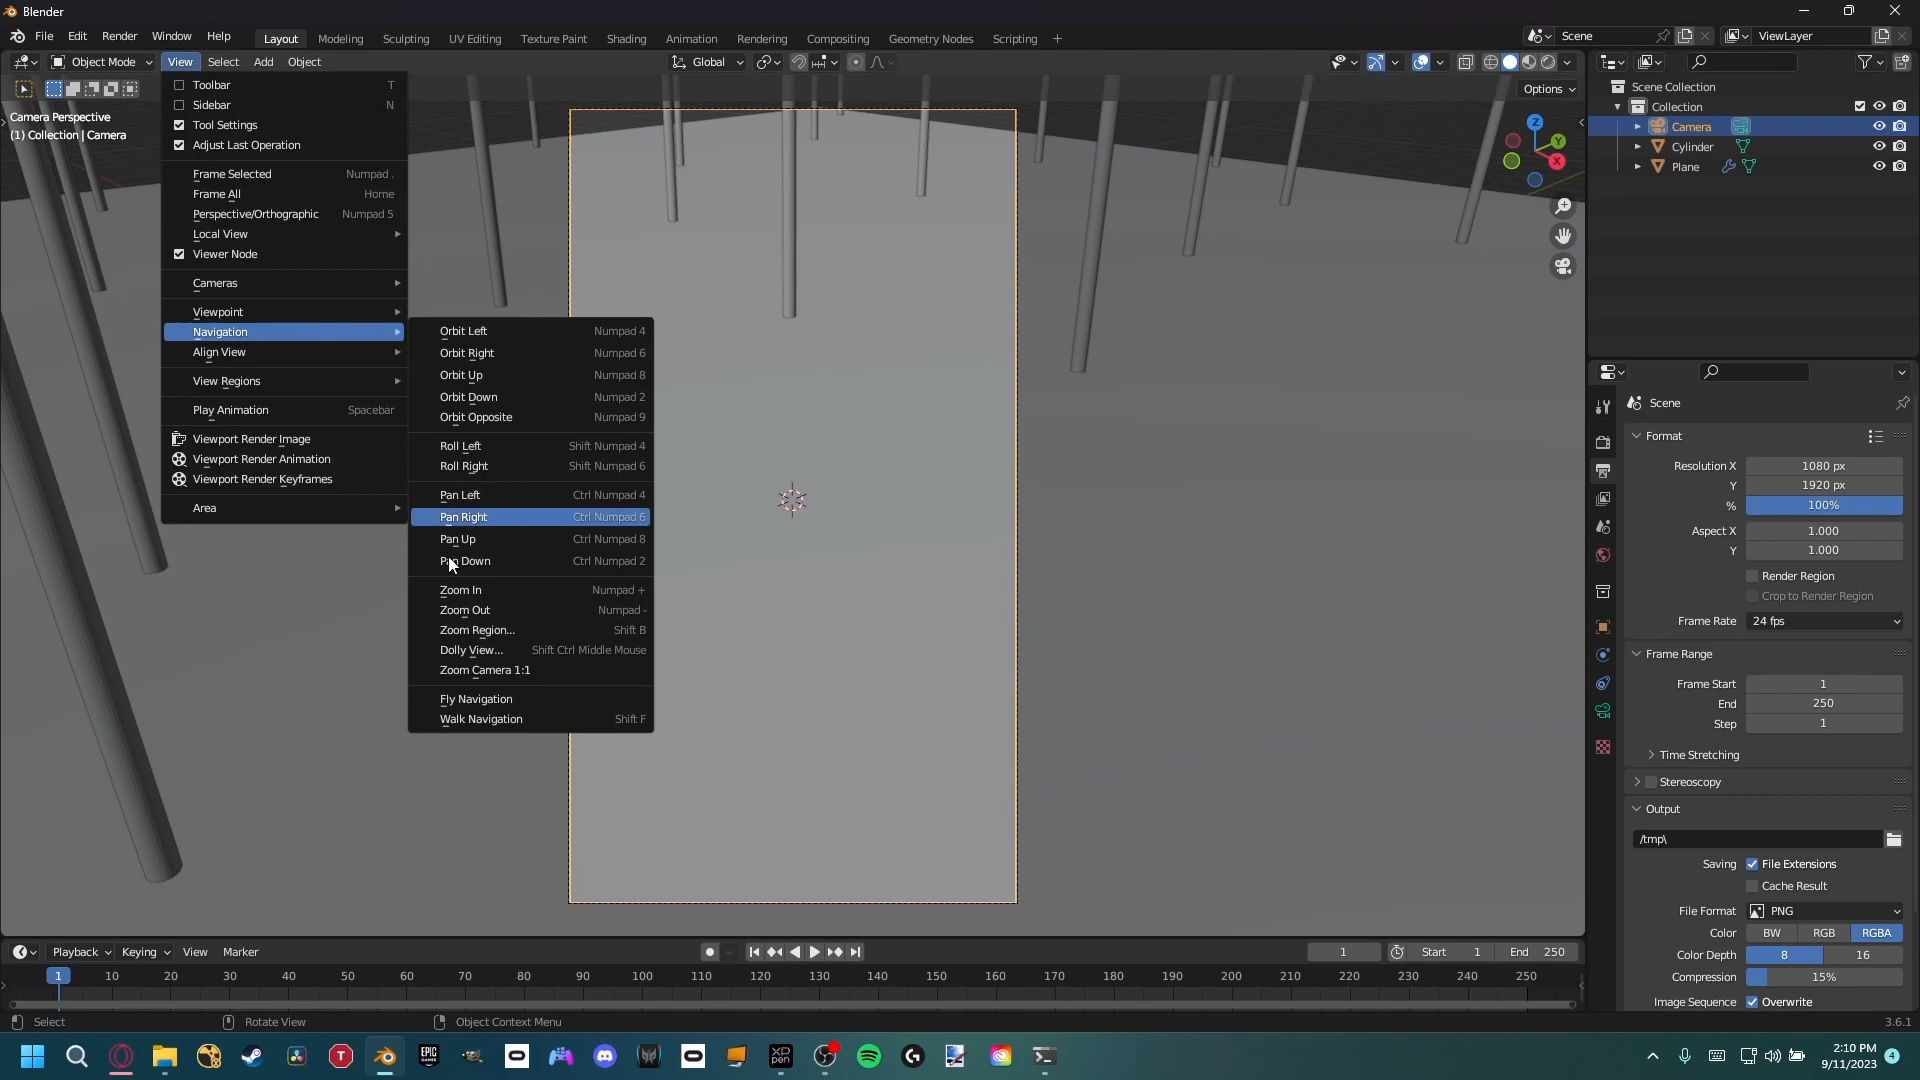 Blender
File Edit Render Window Help Layout Modeling Sculpting UV Editing Texture Paint Shading Animation Rendering Compositing Geometry Nodes Scripting + Scene ViewLayer
Object Mode View Select Add Object Global
Options
Camera Perspective
(1) Collection | Camera
Toolbar T
Sidebar N
Tool Settings
Adjust Last Operation
Frame Selected Numpad .
Frame All Home
Perspective/Orthographic Numpad 5
Local View
Viewer Node
Cameras
Viewpoint
Navigation
Align View
View Regions
Play Animation Spacebar
Viewport Render Image
Viewport Render Animation
Viewport Render Keyframes
Area
Orbit Left Numpad 4
Orbit Right Numpad 6
Orbit Up Numpad 8
Orbit Down Numpad 2
Orbit Opposite Numpad 9
Roll Left Shift Numpad 4
Roll Right Shift Numpad 6
Pan Left Ctrl Numpad 4
Pan Right Ctrl Numpad 6
Pan Up Ctrl Numpad 8
Pan Down Ctrl Numpad 2
Zoom In Numpad +
Zoom Out Numpad -
Zoom Region... Shift B
Dolly View... Shift Ctrl Middle Mouse
Zoom Camera 1:1
Fly Navigation
Walk Navigation Shift F
Z
Y
X
Scene Collection
Collection
Camera
Cylinder
Plane
Scene
Format
Resolution X 1080 px
Y 1920 px
% 100%
Aspect X 1.000
Y 1.000
Render Region
Crop to Render Region
Frame Rate 24 fps
Frame Range
Frame Start 1
End 250
Step 1
Time Stretching
Stereoscopy
Output
/tmp\
Saving File Extensions
Cache Result
File Format PNG
Color BW RGB RGBA
Color Depth 8 16
Compression 15%
Image Sequence Overwrite
Playback Keying View Marker 1 Start 1 End 250
1 10 20 30 40 50 60 70 80 90 100 110 120 130 140 150 160 170 180 190 200 210 220 230 240 250
Select Rotate View Object Context Menu 3.6.1
T EPIC GAMES XP PEN G 2:10 PM
9/11/2023 4